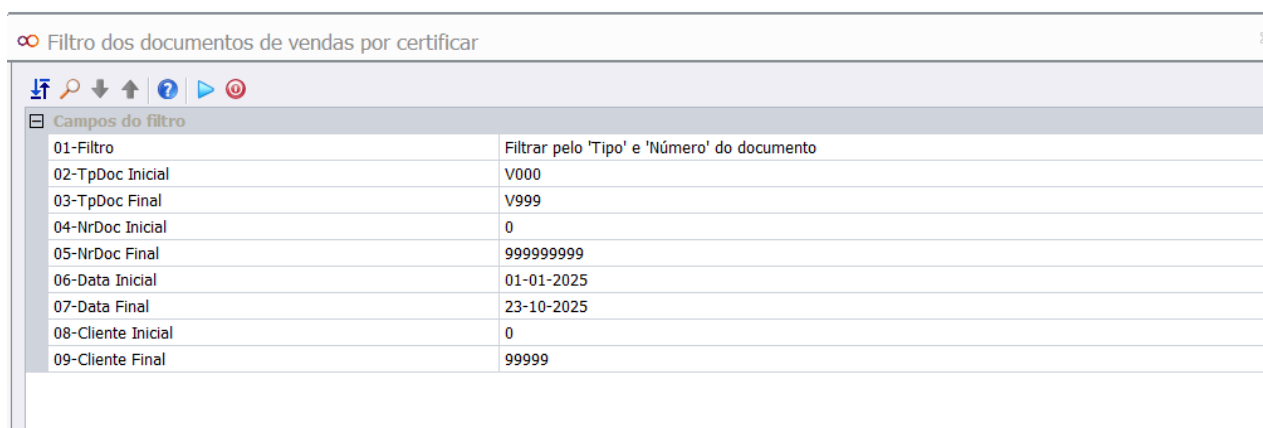 Filtro dos documentos de vendas por certificar
Campos do filtro
01-Filtro Filtrar pelo 'Tipo' e 'Número' do documento
02-TpDoc Inicial V000
03-TpDoc Final V999
04-NrDoc Inicial 0
05-NrDoc Final 999999999
06-Data Inicial 01-01-2025
07-Data Final 23-10-2025
08-Cliente Inicial 0
09-Cliente Final 99999